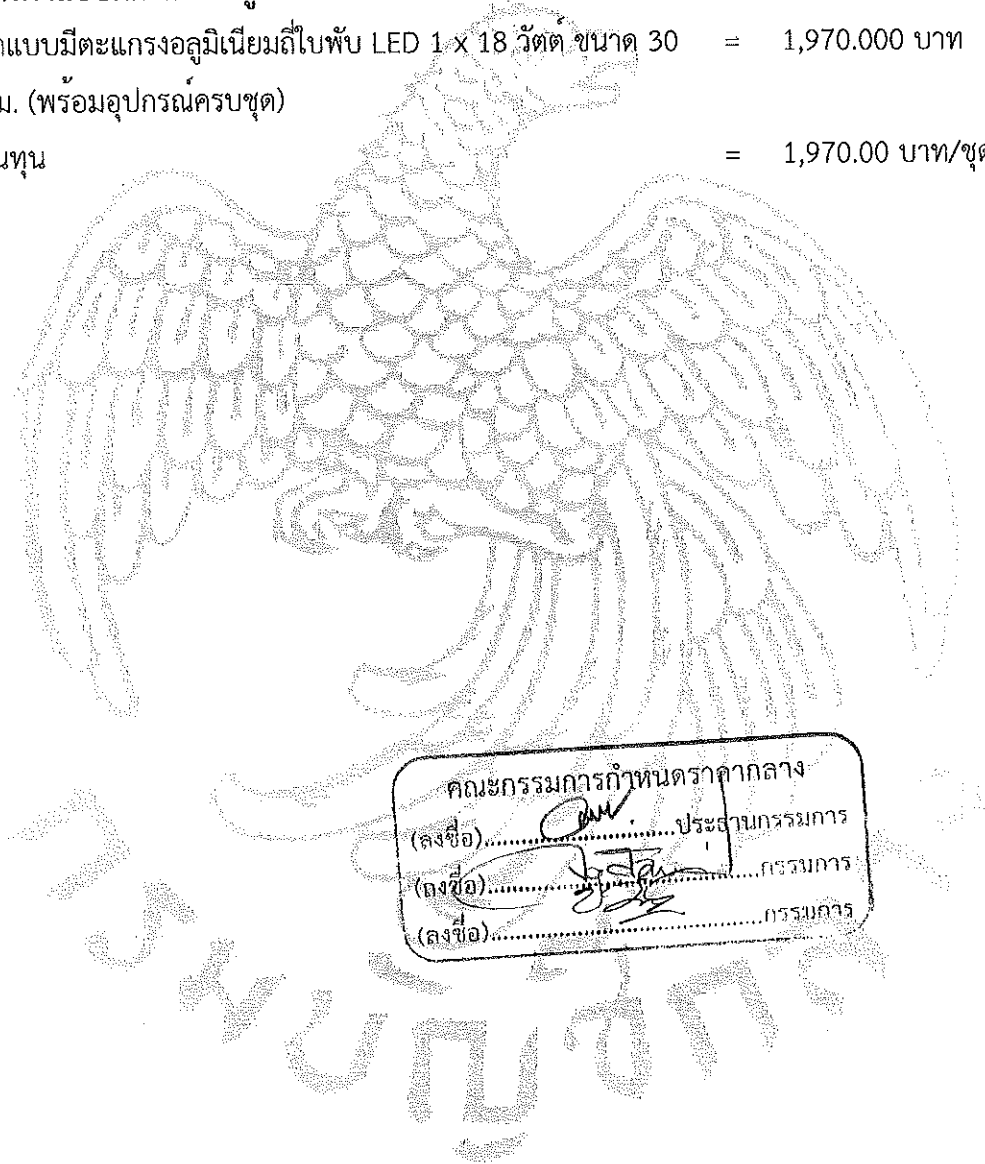 แบบมีตะแกรงอลูมิเนียมถี่ใบพับ LED 1 x 18 วัตต์ ขนาด 30 = 1,970.000 บาท
ม. (พร้อมอุปกรณ์ครบชุด)
นทุน = 1,970.00 บาท/ชุด
คณะกรรมการกำหนดราคากลาง
(ลงชื่อ)..............................ประธานกรรมการ
(ลงชื่อ)..............................กรรมการ
(ลงชื่อ)..............................กรรมการ